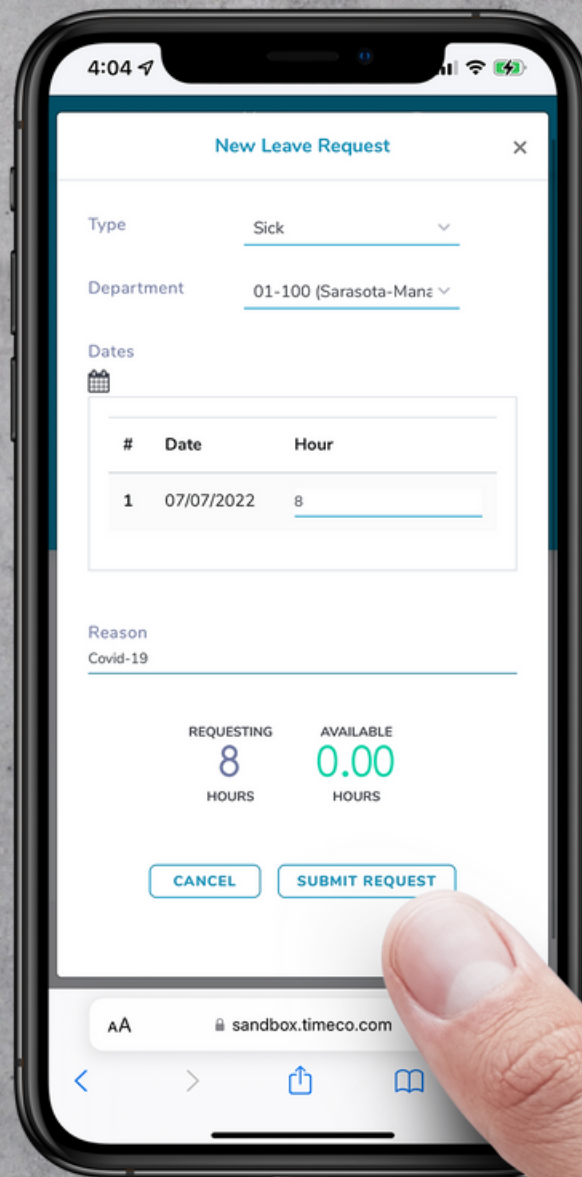 4:04
New Leave Request ×
Type Sick
Department 01-100 (Sarasota-Mana
Dates
# Date Hour
1 07/07/2022 8
Reason
Covid-19
REQUESTING AVAILABLE
8 0.00
HOURS HOURS
CANCEL SUBMIT REQUEST
AA sandbox.timeco.com